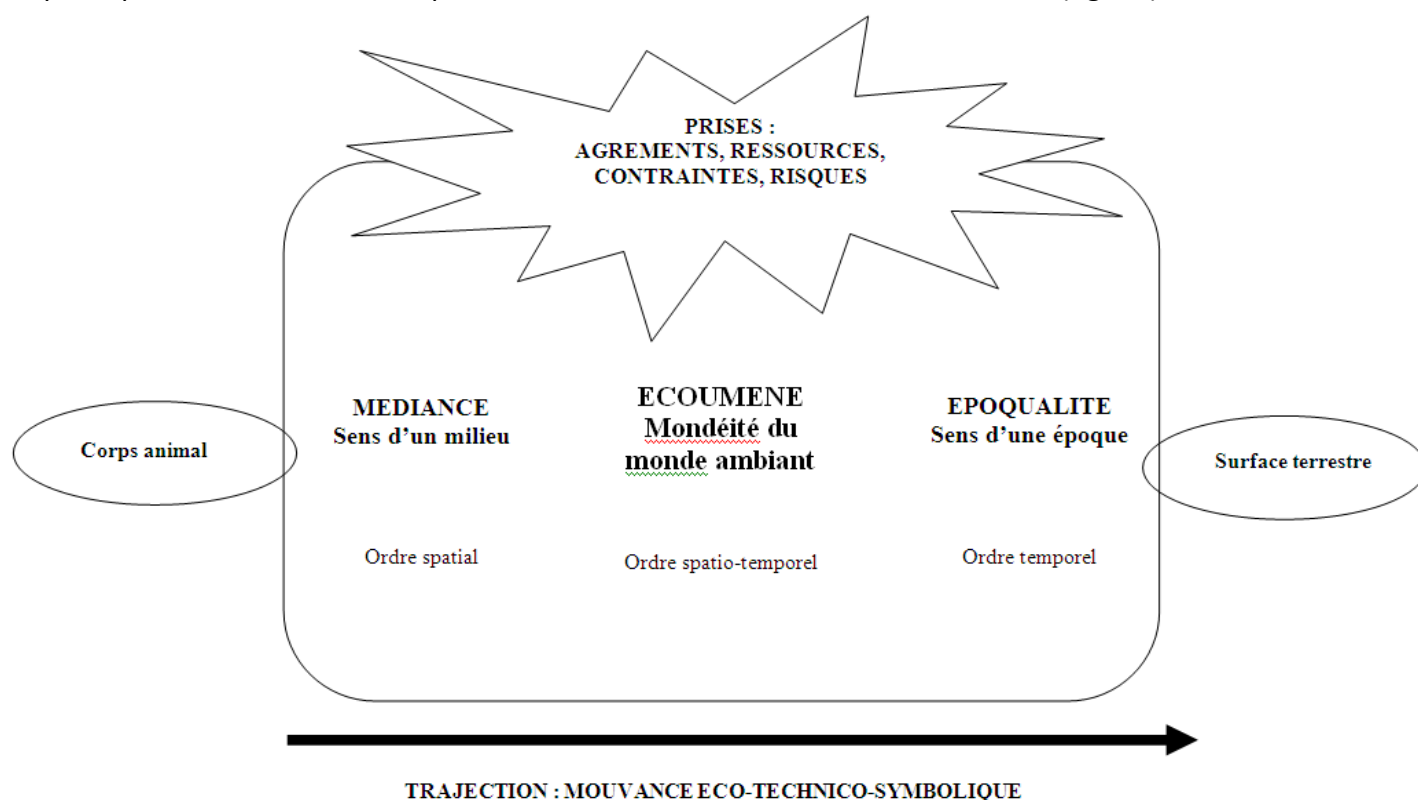 PRISES :
AGREMENTS, RESSOURCES,
CONTRAINTES, RISQUES
MEDIANCE
Sens d'un milieu
ECOUMENE
Mondéité du
monde ambiant
EPOQUALITE
Sens d'une époque
Corps animal
Surface terrestre
Ordre spatial
Ordre spatio-temporel
Ordre temporel
TRAJECTION : MOUVANCE ECO-TECHNICO-SYMBOLIQUE